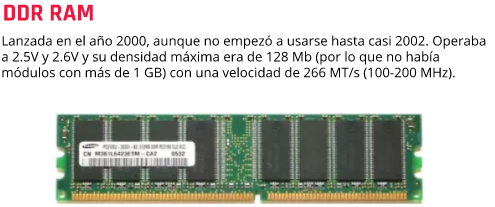 DDR RAM
Lanzada en el año 2000, aunque no empezó a usarse hasta casi 2002. Operaba
a 2.5V y 2.6V y su densidad máxima era de 128 Mb (por lo que no había
módulos con más de 1 GB) con una velocidad de 266 MT/s (100-200 MHz).
SAMSUNG
CN
0532